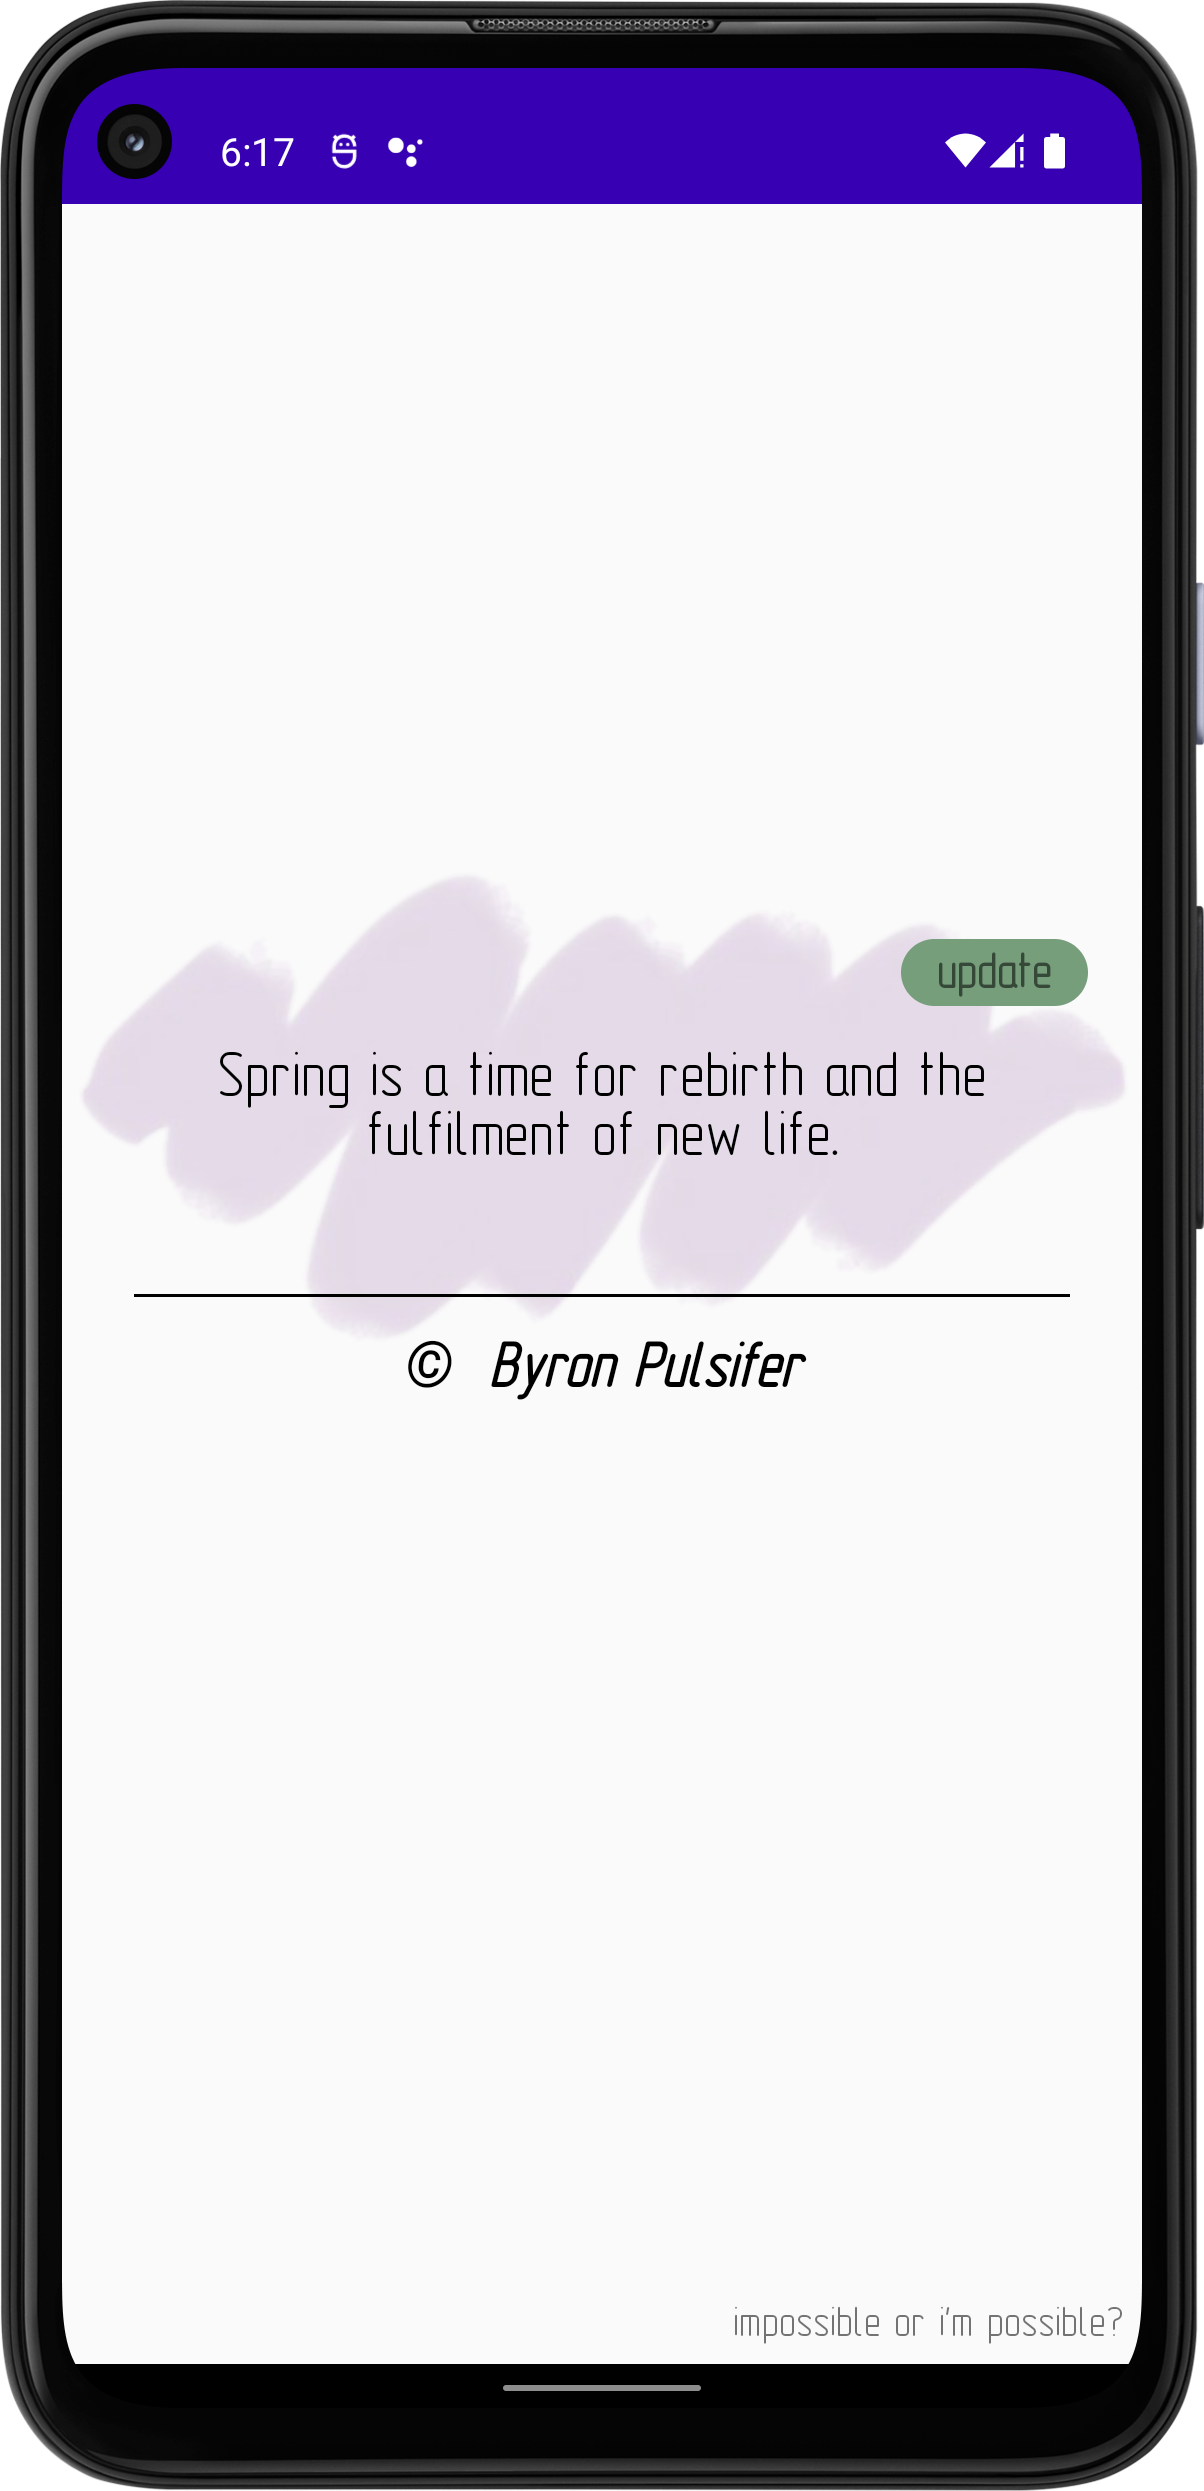 6:17
update
Spring is a time for rebirth and the
fulfilment of new life.
© Byron Pulsifer
impossible or i'm possible?